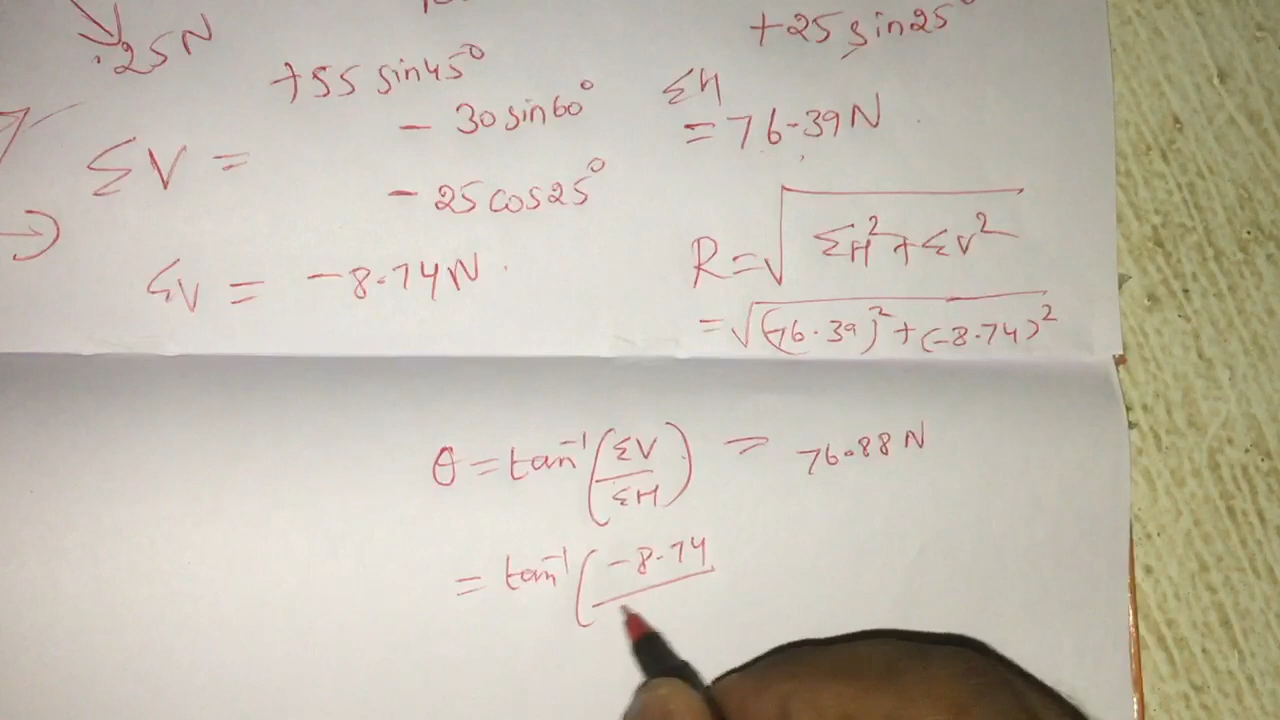 25N
+25 sin25°
+55 sin45°
- 30 sin60°
ΣV =
- 25 cos25°
ΣV = -8.74N
ΣH
= 76.39N
R = √ΣH² + ΣV²
= √(76.39)² + (-8.74)²
= 76.88 N
θ = tan⁻¹(ΣV/ΣH)
= tan⁻¹(-8.74